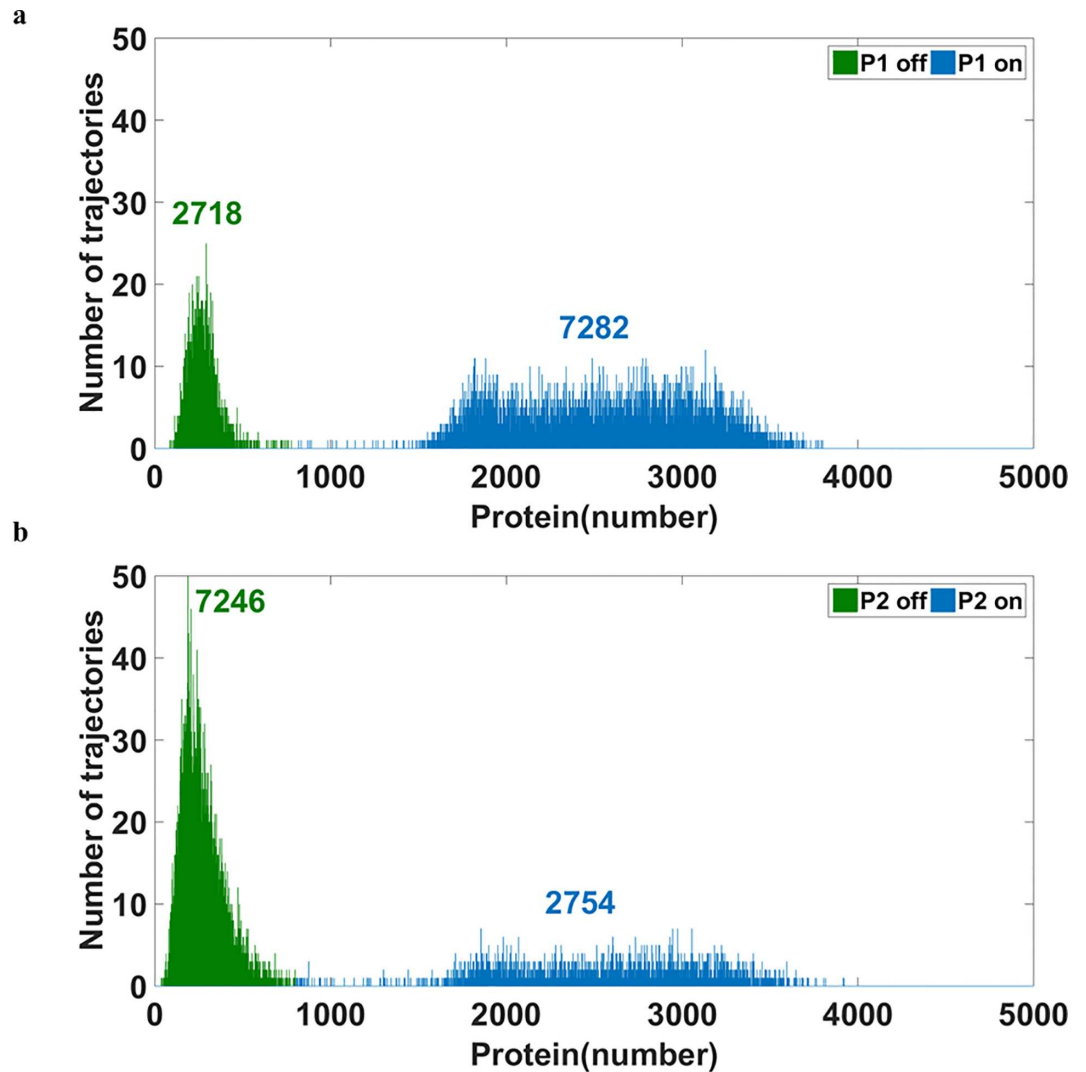 a
50
40
30
20
10
0
Number of trajectories
P1 off P1 on
2718
7282
0 1000 2000 3000 4000 5000
Protein(number)
b
50
40
30
20
10
0
Number of trajectories
P2 off P2 on
7246
2754
0 1000 2000 3000 4000 5000
Protein(number)